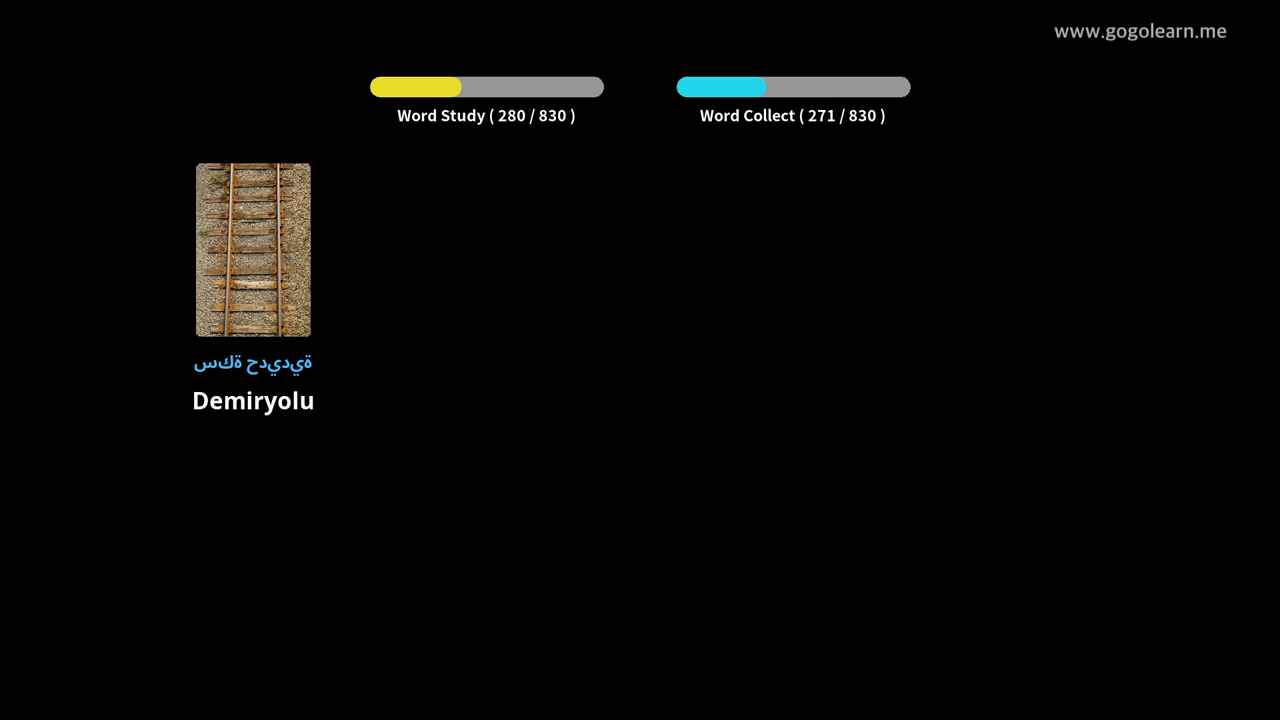 www.gogolearn.me
Word Study ( 280 / 830 )
Word Collect ( 271 / 830 )
سكة حديدية
Demiryolu